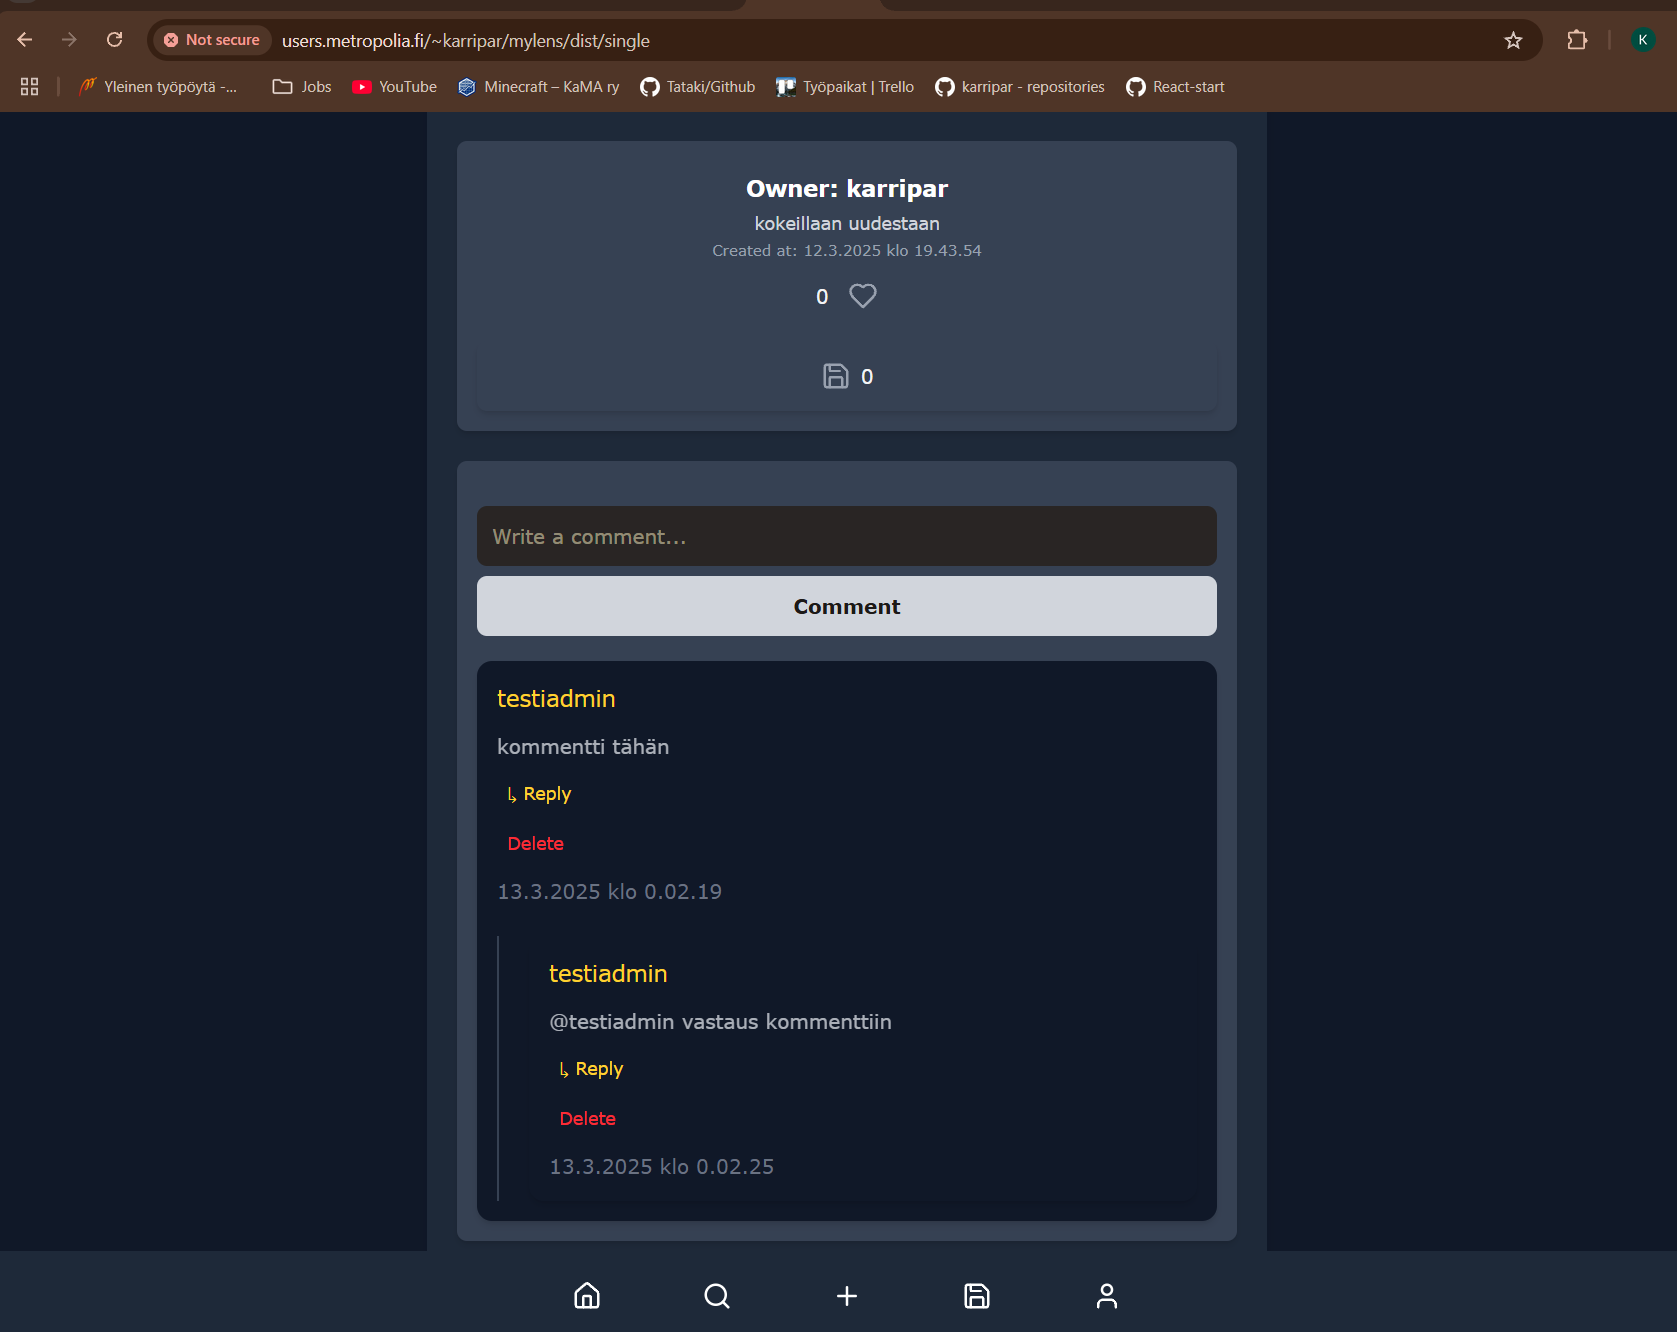 Not secure
users.metropolia.fi/~karripar/mylens/dist/single
K
Yleinen työpöytä -...
Jobs
YouTube
Minecraft – KaMA ry
Tataki/Github
Työpaikat | Trello
karripar - repositories
React-start
Owner: karripar
kokeillaan uudestaan
Created at: 12.3.2025 klo 19.43.54
0
0
Write a comment...
Comment
testiadmin
kommentti tähän
↳ Reply
Delete
13.3.2025 klo 0.02.19
testiadmin
@testiadmin vastaus kommenttiin
↳ Reply
Delete
13.3.2025 klo 0.02.25